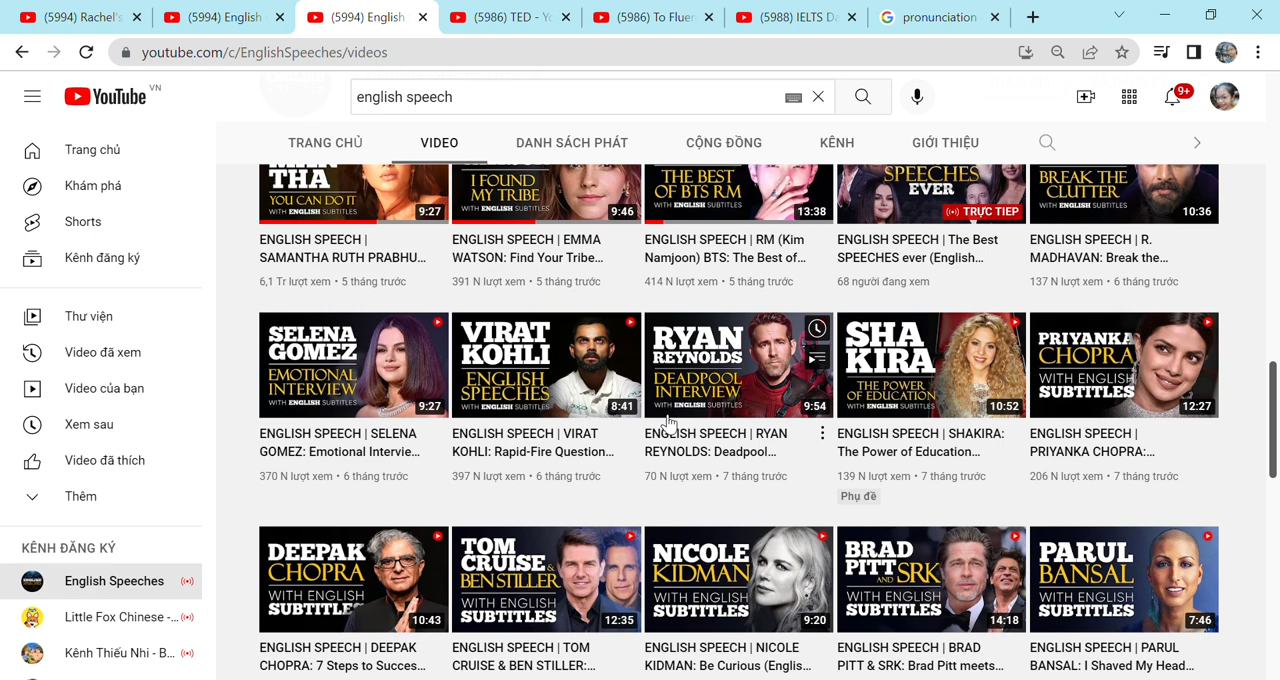 (5994) Rachel's
(5994) English
(5994) English
(5986) TED - Yo
(5986) To Fluen
(5988) IELTS Da
pronunciation
youtube.com/c/EnglishSpeeches/videos
YouTube VN
english speech
9+
TRANG CHỦ
VIDEO
DANH SÁCH PHÁT
CỘNG ĐỒNG
KÊNH
GIỚI THIỆU
Trang chủ
Khám phá
Shorts
Kênh đăng ký
Thư viện
Video đã xem
Video của bạn
Xem sau
Video đã thích
Thêm
KÊNH ĐĂNG KÝ
English Speeches
Little Fox Chinese -...
Kênh Thiếu Nhi - B...
THA
YOU CAN DO IT
WITH ENGLISH SUBTITLES
9:27
I FOUND
MY TRIBE
WITH ENGLISH SUBTITLES
9:46
THE BEST
OF BTS RM
WITH ENGLISH SUBTITLES
13:38
SPEECHES
EVER
TRỰC TIẾP
BREAK THE
CLUTTER
WITH ENGLISH SUBTITLES
10:36
ENGLISH SPEECH |
SAMANTHA RUTH PRABHU...
6,1 Tr lượt xem • 5 tháng trước
ENGLISH SPEECH | EMMA
WATSON: Find Your Tribe...
391 N lượt xem • 5 tháng trước
ENGLISH SPEECH | RM (Kim
Namjoon) BTS: The Best of...
414 N lượt xem • 5 tháng trước
ENGLISH SPEECH | The Best
SPEECHES ever (English...
68 người đang xem
ENGLISH SPEECH | R.
MADHAVAN: Break the...
137 N lượt xem • 6 tháng trước
SELENA
GOMEZ
EMOTIONAL
INTERVIEW
WITH ENGLISH SUBTITLES
9:27
VIRAT
KOHLI
ENGLISH
SPEECHES
WITH ENGLISH SUBTITLES
8:41
RYAN
REYNOLDS
DEADPOOL
INTERVIEW
WITH ENGLISH SUBTITLES
9:54
SHA
KIRA
THE POWER
OF EDUCATION
WITH ENGLISH SUBTITLES
10:52
PRIYANKA
CHOPRA
WITH ENGLISH
SUBTITLES
12:27
ENGLISH SPEECH | SELENA
GOMEZ: Emotional Intervie...
370 N lượt xem • 6 tháng trước
ENGLISH SPEECH | VIRAT
KOHLI: Rapid-Fire Question...
397 N lượt xem • 6 tháng trước
ENGLISH SPEECH | RYAN
REYNOLDS: Deadpool...
70 N lượt xem • 7 tháng trước
ENGLISH SPEECH | SHAKIRA:
The Power of Education...
139 N lượt xem • 7 tháng trước
Phụ đề
ENGLISH SPEECH |
PRIYANKA CHOPRA:...
206 N lượt xem • 7 tháng trước
DEEPAK
CHOPRA
WITH ENGLISH
SUBTITLES
10:43
TOM
CRUISE &
BEN STILLER
WITH ENGLISH
SUBTITLES
12:35
NICOLE
KIDMAN
WITH ENGLISH
SUBTITLES
9:20
BRAD
PITT AND SRK
WITH ENGLISH
SUBTITLES
14:18
PARUL
BANSAL
WITH ENGLISH
SUBTITLES
7:46
ENGLISH SPEECH | DEEPAK
CHOPRA: 7 Steps to Succes...
ENGLISH SPEECH | TOM
CRUISE & BEN STILLER:...
ENGLISH SPEECH | NICOLE
KIDMAN: Be Curious (Englis...
ENGLISH SPEECH | BRAD
PITT & SRK: Brad Pitt meets...
ENGLISH SPEECH | PARUL
BANSAL: I Shaved My Head...